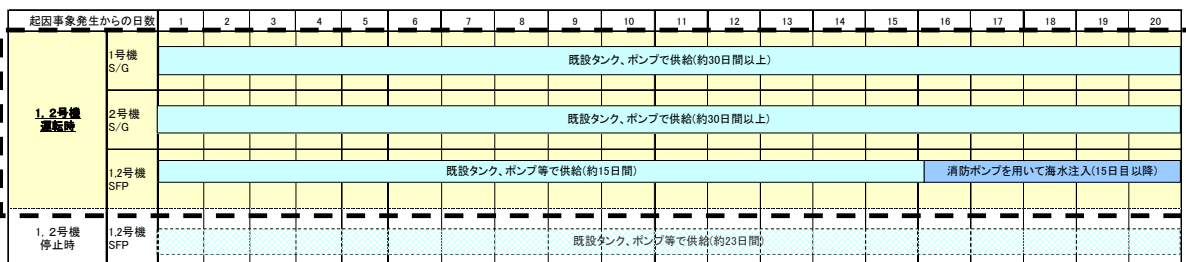 起因事象発生からの日数 1 2 3 4 5 6 7 8 9 10 11 12 13 14 15 16 17 18 19 20
1号機
S/G
既設タンク、ポンプで供給(約30日間以上)
1, 2号機
運転時
2号機
S/G
既設タンク、ポンプで供給(約30日間以上)
1,2号機
SFP
既設タンク、ポンプ等で供給(約15日間)
消防ポンプを用いて海水注入(15日目以降)
1, 2号機
停止時
1,2号機
SFP
既設タンク、ポンプ等で供給(約23日間)